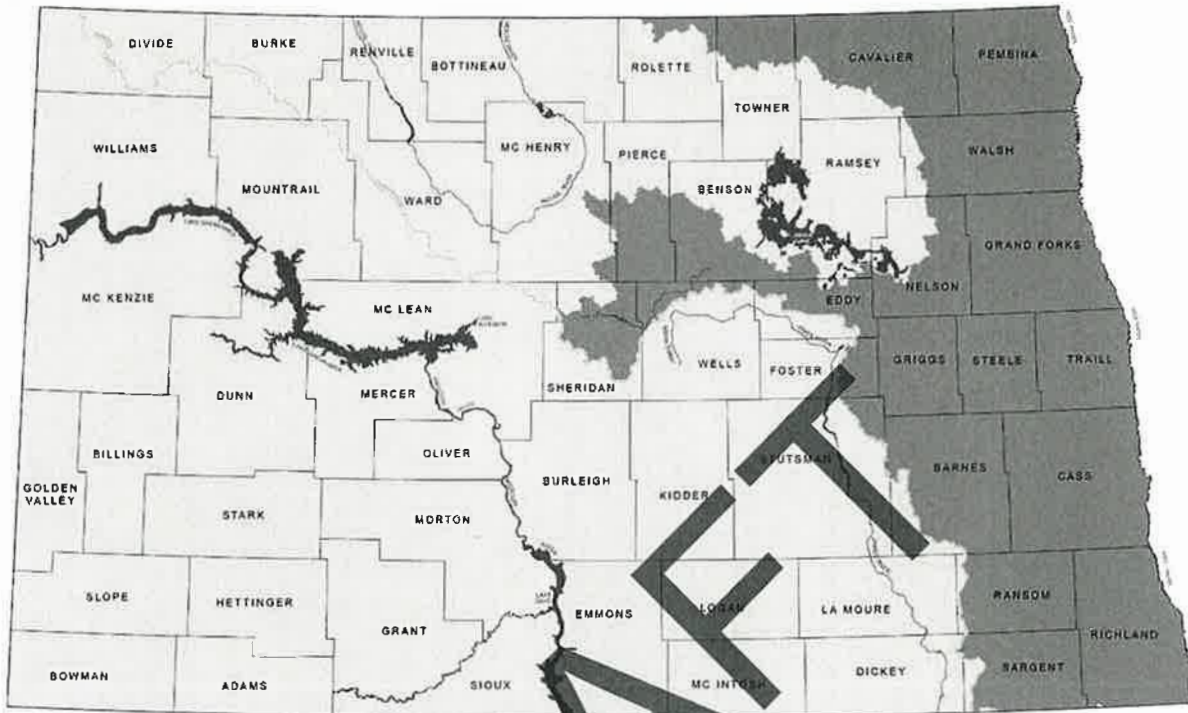 DIVIDE
BURKE
RENVILLE
BOTTINEAU
ROLETTE
CAVALIER
PEMBINA
TOWNER
WILLIAMS
MOUNTRAIL
WARD
MC HENRY
PIERCE
BENSON
RAMSEY
WALSH
GRAND FORKS
MC KENZIE
MC LEAN
EDDY
NELSON
DUNN
MERCER
SHERIDAN
WELLS
FOSTER
GRIGGS
STEELE
TRAILL
BILLINGS
OLIVER
BURLEIGH
KIDDER
STUTSMAN
BARNES
CASS
GOLDEN
VALLEY
STARK
MORTON
SLOPE
HETTINGER
GRANT
EMMONS
LOGAN
LA MOURE
RANSOM
RICHLAND
BOWMAN
ADAMS
SIOUX
MC INTOSH
DICKEY
SARGENT